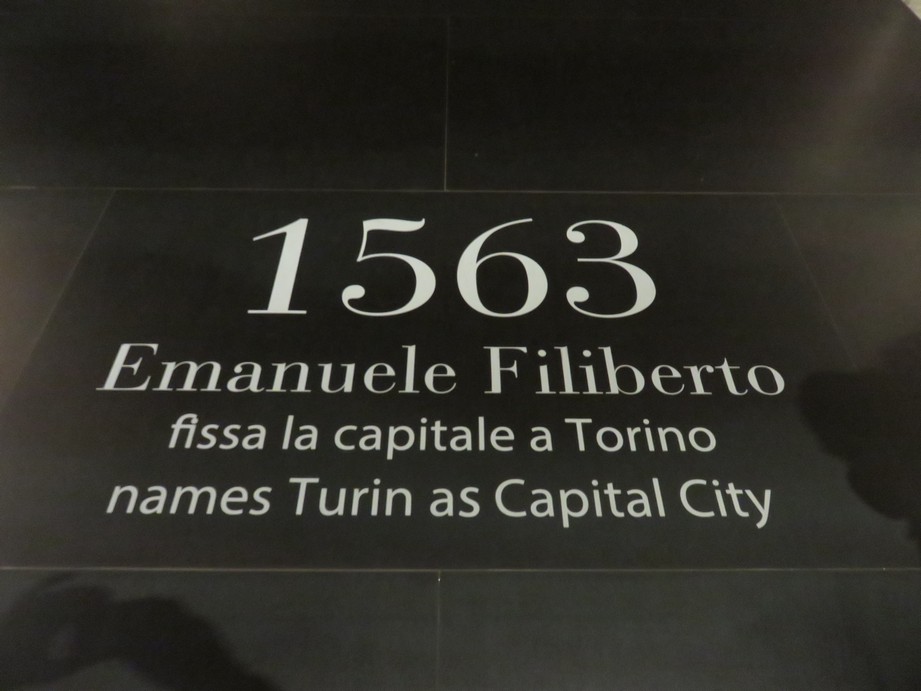 1563
Emanuele Filiberto
fissa la capitale a Torino
names Turin as Capital City